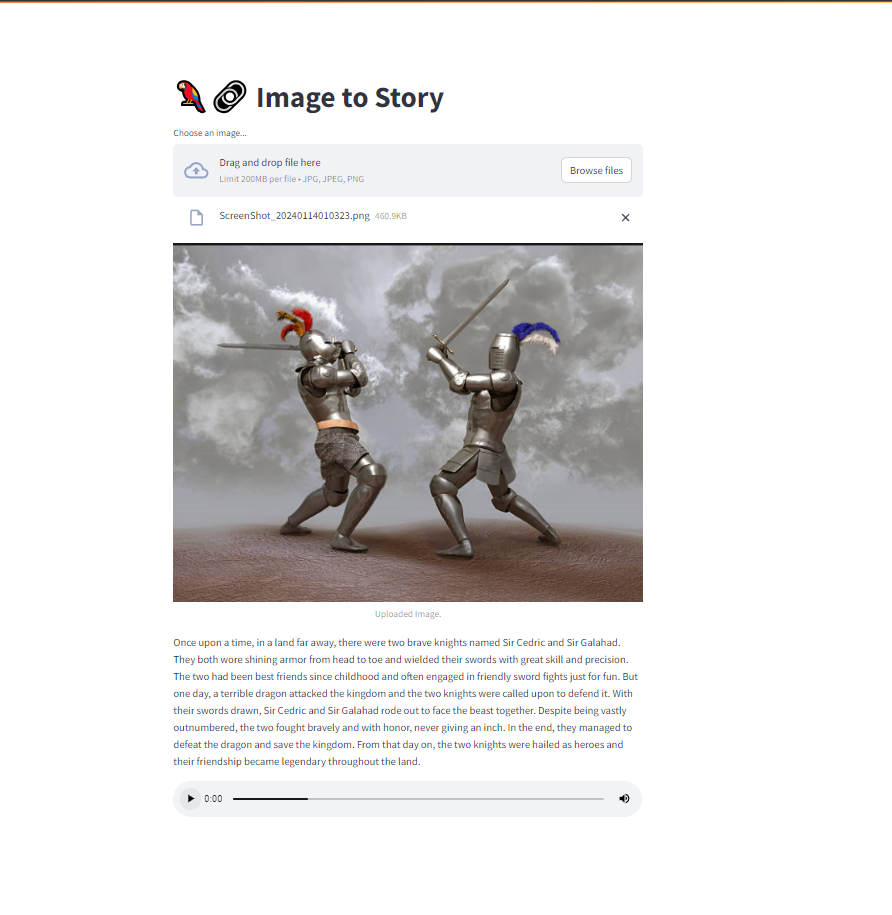 Image to Story
Choose an image...
Drag and drop file here
Limit 200MB per file • JPG, JPEG, PNG
Browse files
ScreenShot_20240114010323.png 460.9KB
Uploaded Image.
Once upon a time, in a land far away, there were two brave knights named Sir Cedric and Sir Galahad.
They both wore shining armor from head to toe and wielded their swords with great skill and precision.
The two had been best friends since childhood and often engaged in friendly sword fights just for fun. But
one day, a terrible dragon attacked the kingdom and the two knights were called upon to defend it. With
their swords drawn, Sir Cedric and Sir Galahad rode out to face the beast together. Despite being vastly
outnumbered, the two fought bravely and with honor, never giving an inch. In the end, they managed to
defeat the dragon and save the kingdom. From that day on, the two knights were hailed as heroes and
their friendship became legendary throughout the land.
0:00